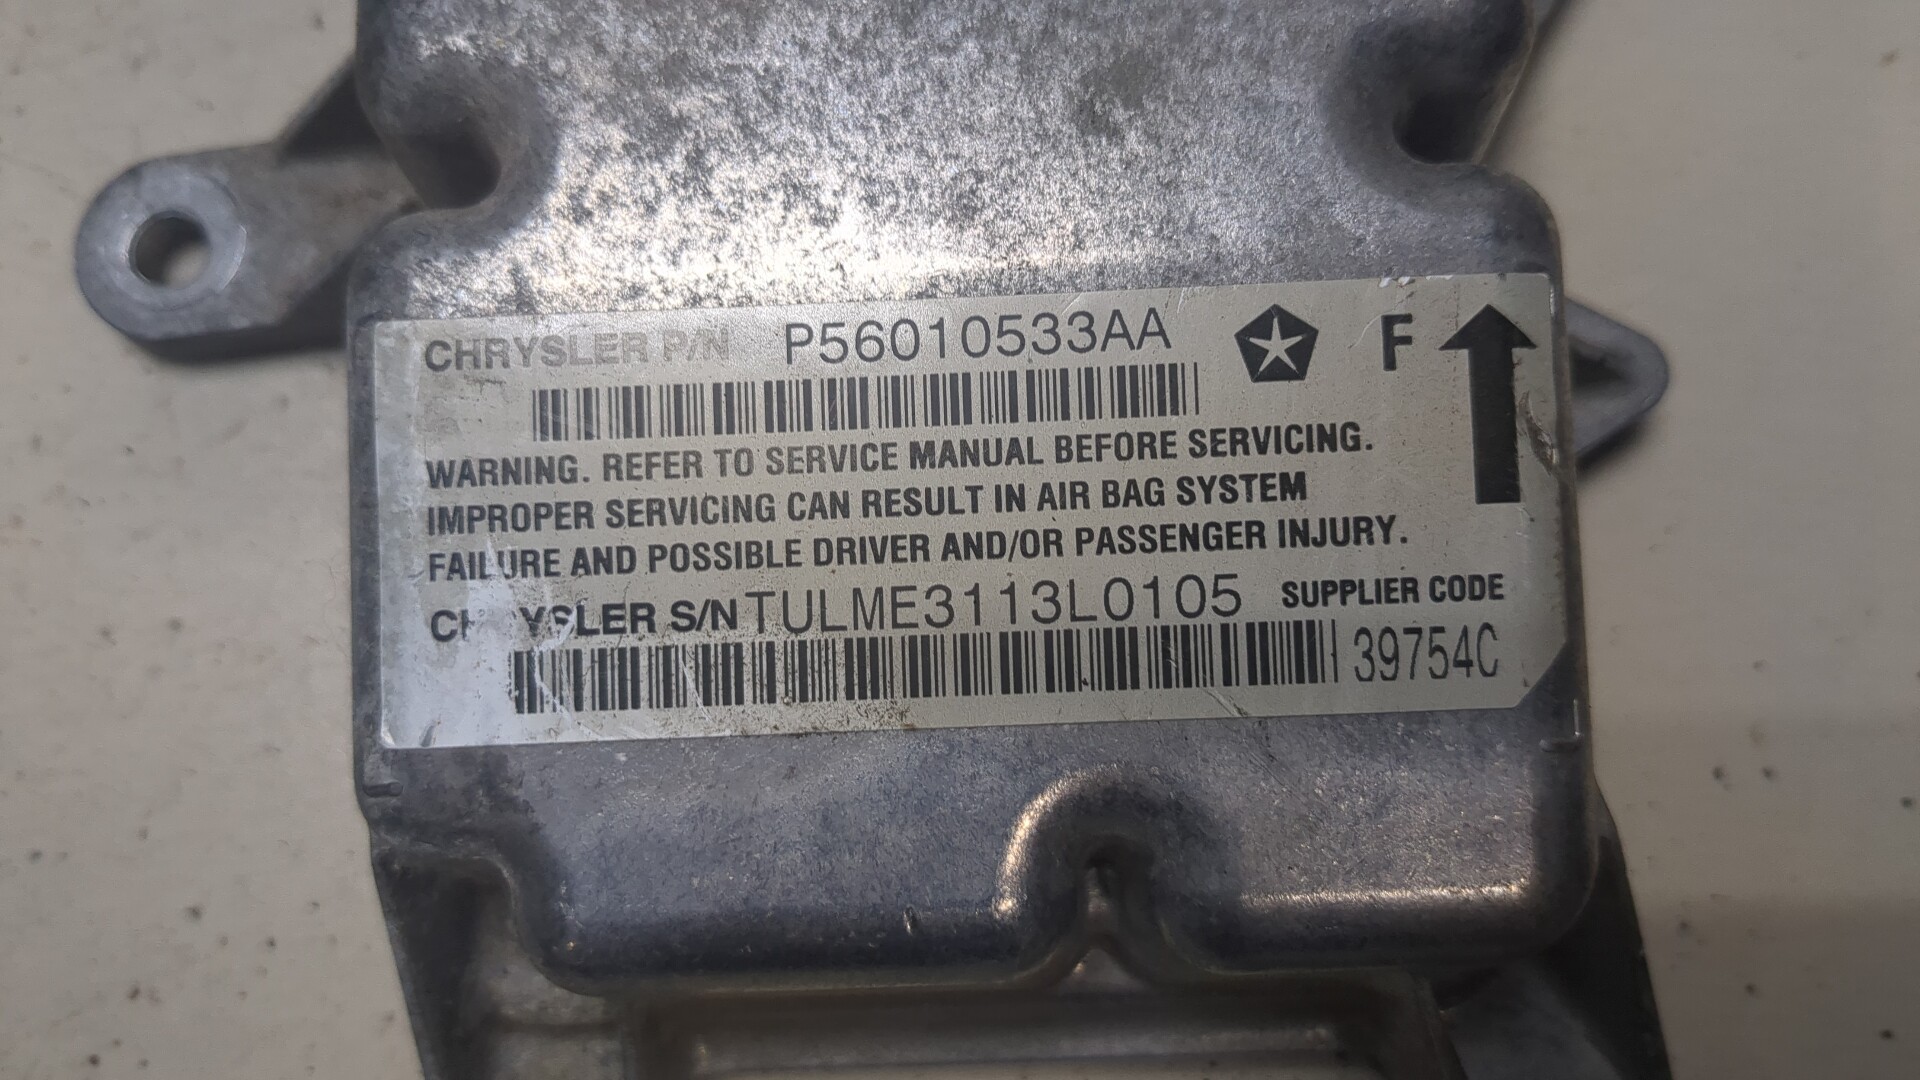 CHRYSLER P/N P56010533AA F
WARNING. REFER TO SERVICE MANUAL BEFORE SERVICING.
IMPROPER SERVICING CAN RESULT IN AIR BAG SYSTEM
FAILURE AND POSSIBLE DRIVER AND/OR PASSENGER INJURY.
CHRYSLER S/N TULME3113L0105 SUPPLIER CODE
39754C